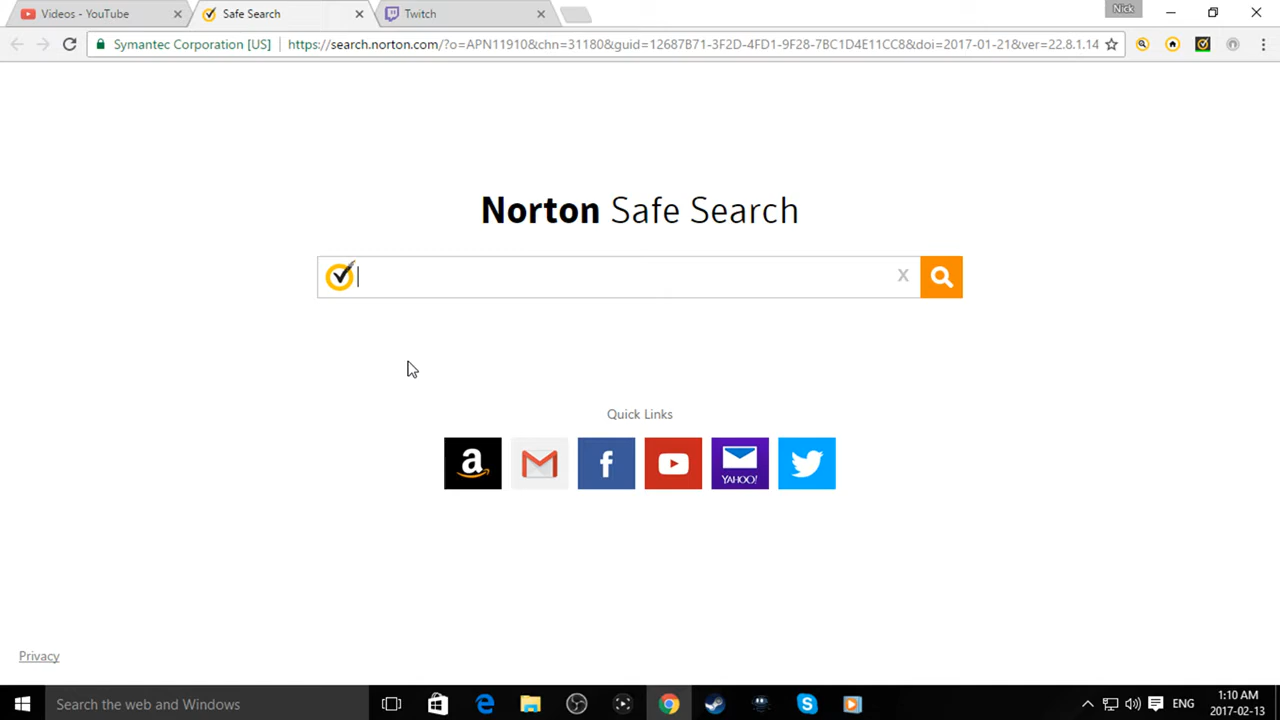 Videos - YouTube
Safe Search
Twitch
Nick
Symantec Corporation [US]
https://search.norton.com/?o=APN11910&chn=31180&guid=12687B71-3F2D-4FD1-9F2B-7BC1D4E11CC8&doi=2017-01-21&ver=22.8.1.14
Norton Safe Search
X
Quick Links
a
f
YAHOO!
Privacy
Search the web and Windows
ENG
1:10 AM
2017-02-13